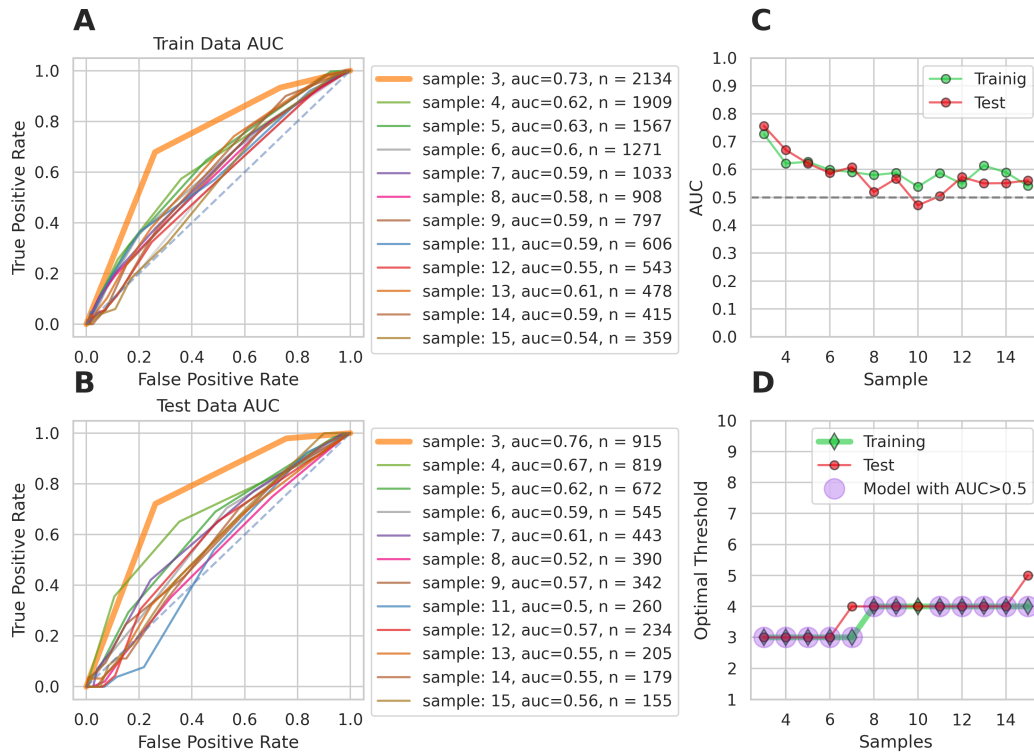 A
Train Data AUC
True Positive Rate
1.0
0.8
0.6
0.4
0.2
0.0
0.0 0.2 0.4 0.6 0.8 1.0
False Positive Rate
sample: 3, auc=0.73, n = 2134
sample: 4, auc=0.62, n = 1909
sample: 5, auc=0.63, n = 1567
sample: 6, auc=0.6, n = 1271
sample: 7, auc=0.59, n = 1033
sample: 8, auc=0.58, n = 908
sample: 9, auc=0.59, n = 797
sample: 11, auc=0.59, n = 606
sample: 12, auc=0.55, n = 543
sample: 13, auc=0.61, n = 478
sample: 14, auc=0.59, n = 415
sample: 15, auc=0.54, n = 359
C
AUC
1.0
0.9
0.8
0.7
0.6
0.5
0.4
0.3
0.2
0.1
0.0
Trainig
Test
4 6 8 10 12 14
Sample
B
Test Data AUC
True Positive Rate
1.0
0.8
0.6
0.4
0.2
0.0
0.0 0.2 0.4 0.6 0.8 1.0
False Positive Rate
sample: 3, auc=0.76, n = 915
sample: 4, auc=0.67, n = 819
sample: 5, auc=0.62, n = 672
sample: 6, auc=0.59, n = 545
sample: 7, auc=0.61, n = 443
sample: 8, auc=0.52, n = 390
sample: 9, auc=0.57, n = 342
sample: 11, auc=0.5, n = 260
sample: 12, auc=0.57, n = 234
sample: 13, auc=0.55, n = 205
sample: 14, auc=0.55, n = 179
sample: 15, auc=0.56, n = 155
D
Optimal Threshold
10
9
8
7
6
5
4
3
2
1
Training
Test
Model with AUC>0.5
4 6 8 10 12 14
Samples